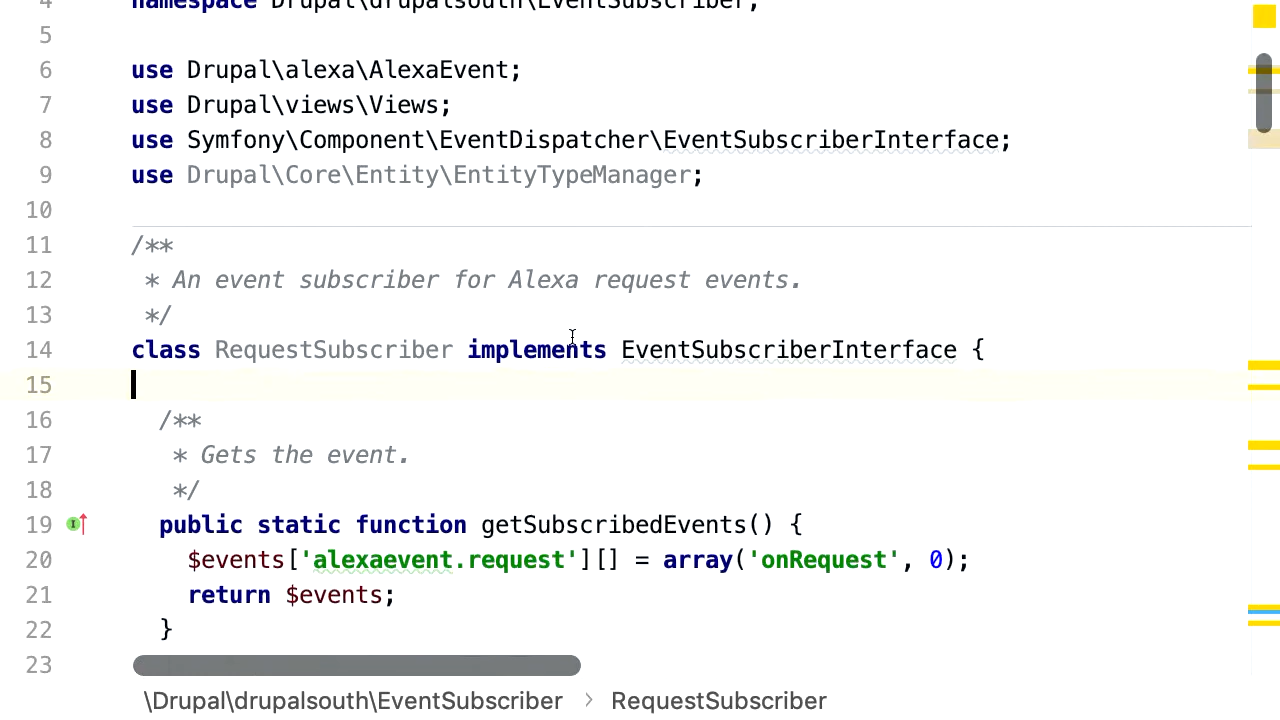 4 namespace Drupal\drupalsouth\EventSubscriber;
5
6 use Drupal\alexa\AlexaEvent;
7 use Drupal\views\Views;
8 use Symfony\Component\EventDispatcher\EventSubscriberInterface;
9 use Drupal\Core\Entity\EntityTypeManager;
10
11 /**
12 * An event subscriber for Alexa request events.
13 */
14 class RequestSubscriber implements EventSubscriberInterface {
15
16 /**
17 * Gets the event.
18 */
19 I public static function getSubscribedEvents() {
20 $events['alexaevent.request'][] = array('onRequest', 0);
21 return $events;
22 }
23
\Drupal\drupalsouth\EventSubscriber › RequestSubscriber